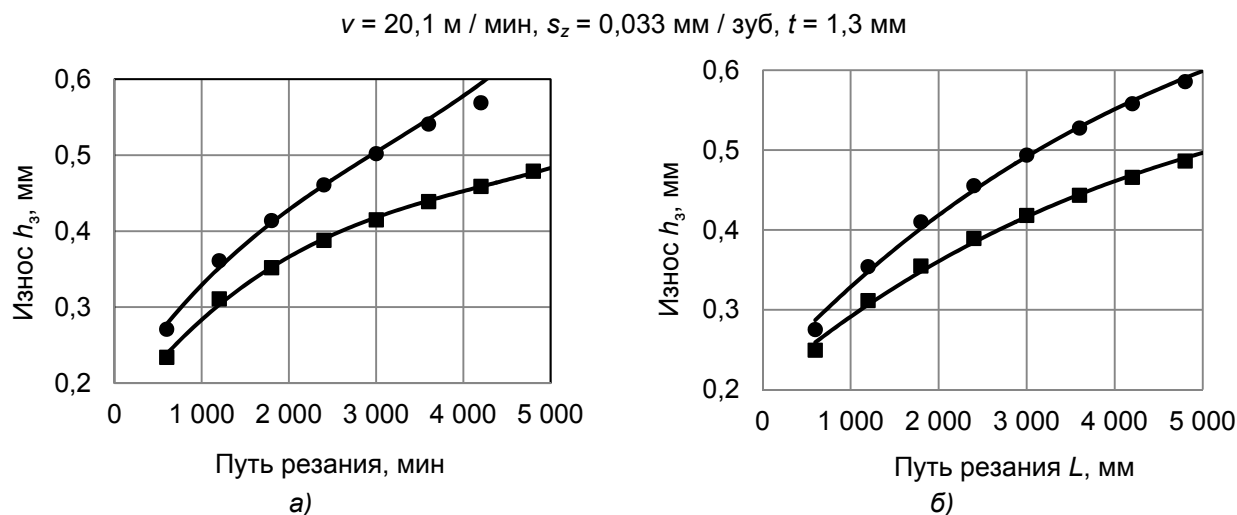 v = 20,1 м / мин, sz = 0,033 мм / зуб, t = 1,3 мм
Износ hз, мм
0,6
0,5
0,4
0,3
0,2
0 1 000 2 000 3 000 4 000 5 000
Путь резания, мин
а)
Износ hз, мм
0,6
0,5
0,4
0,3
0,2
0 1 000 2 000 3 000 4 000 5 000
Путь резания L, мм
б)